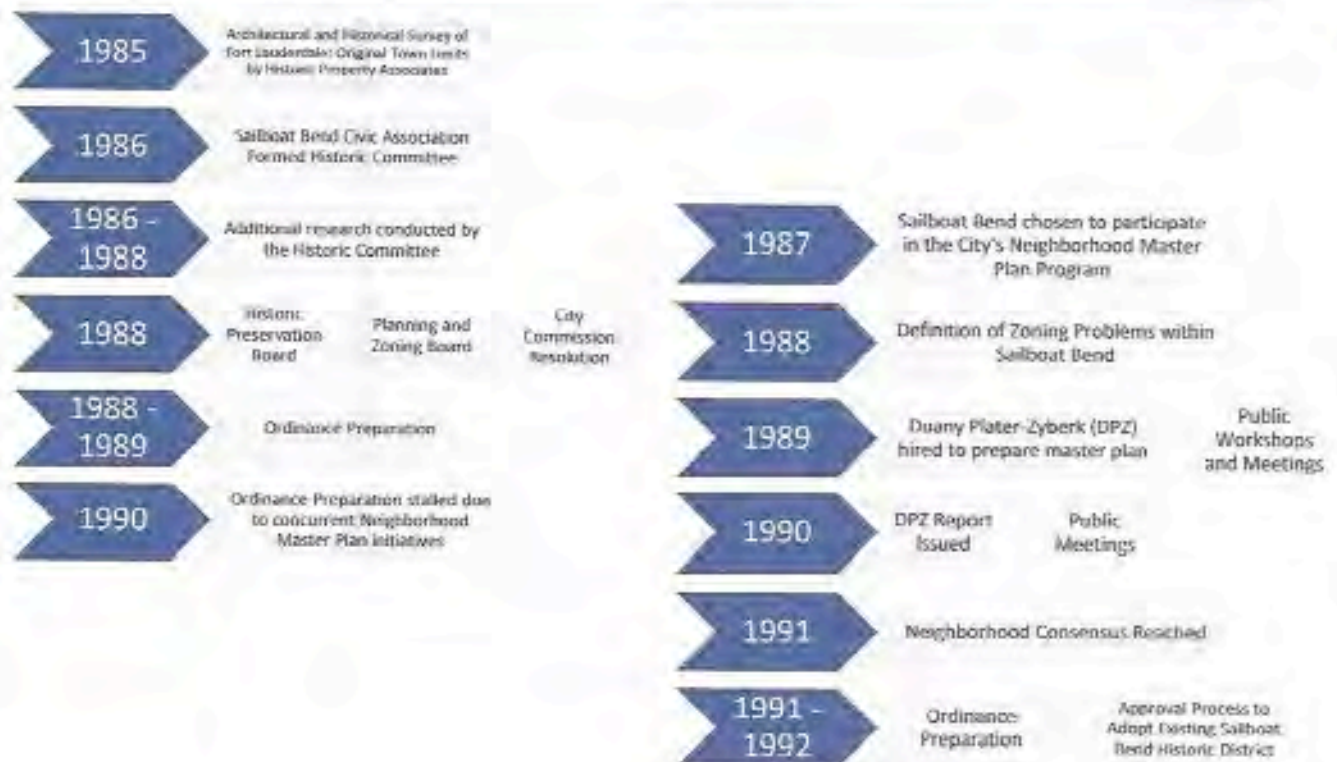 1985
Architectural and Historical Survey of
Fort Lauderdale: Original Town Limits
by Historic Property Associates
1986
Sailboat Bend Civic Association
Formed Historic Committee
1986 -
1988
Additional research conducted by
the Historic Committee
1988
Historic
Preservation
Board
Planning and
Zoning Board
City
Commission
Resolution
1988 -
1989
Ordinance Preparation
1990
Ordinance Preparation stalled due
to concurrent Neighborhood
Master Plan initiatives
1987
Sailboat Bend chosen to participate
in the City's Neighborhood Master
Plan Program
1988
Definition of Zoning Problems within
Sailboat Bend
1989
Duany Plater-Zyberk (DPZ)
hired to prepare master plan
Public
Workshops
and Meetings
1990
DPZ Report
Issued
Public
Meetings
1991
Neighborhood Consensus Reached
1991 -
1992
Ordinance
Preparation
Approval Process to
Adopt Existing Sailboat
Bend Historic District